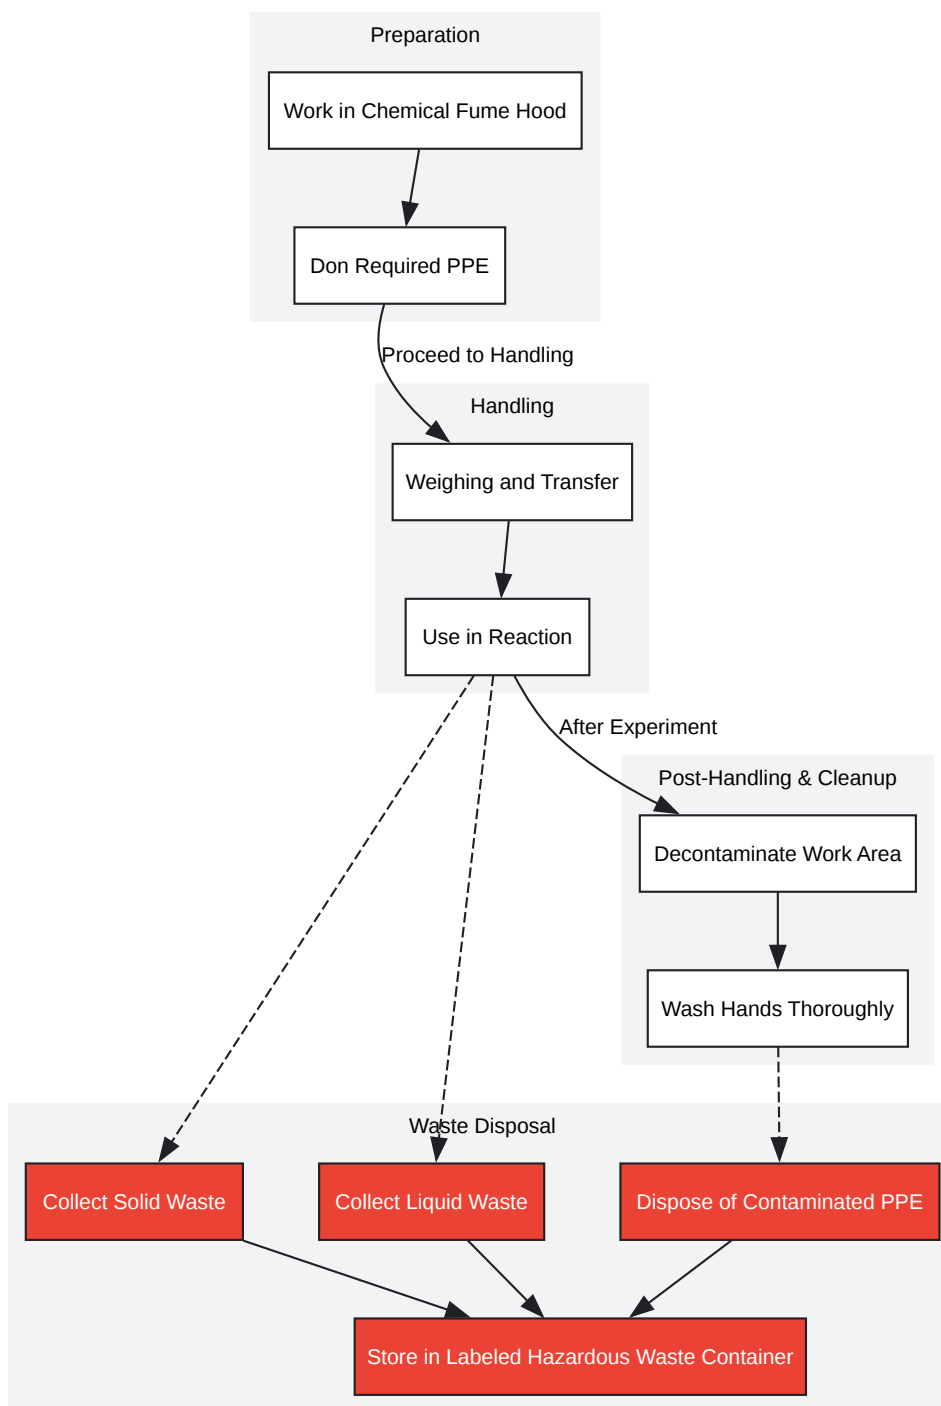 Preparation
Work in Chemical Fume Hood
Don Required PPE
Proceed to Handling
Handling
Weighing and Transfer
Use in Reaction
After Experiment
Post-Handling & Cleanup
Decontaminate Work Area
Wash Hands Thoroughly
Waste Disposal
Collect Solid Waste
Collect Liquid Waste
Dispose of Contaminated PPE
Store in Labeled Hazardous Waste Container